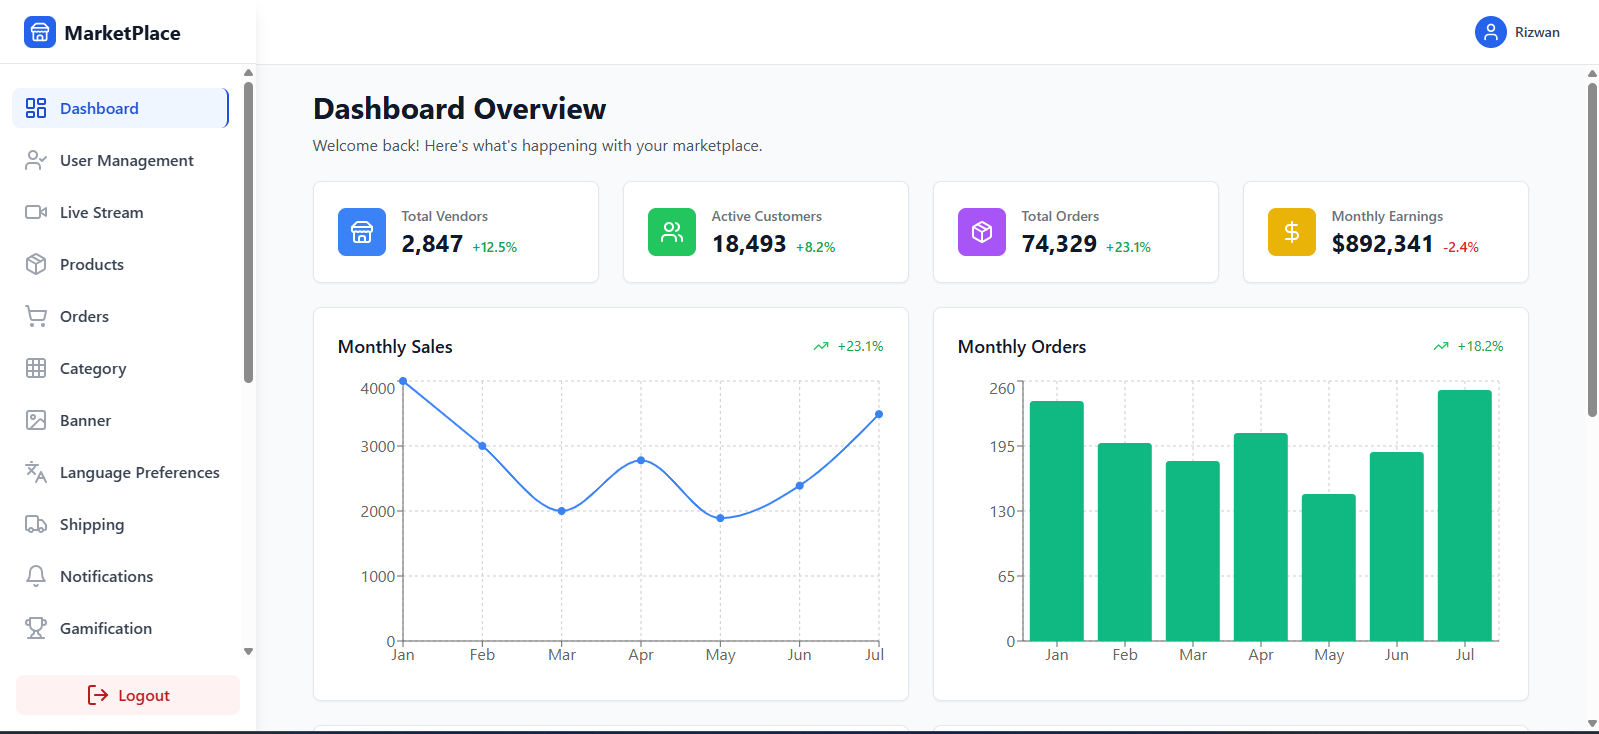 MarketPlace
Rizwan
Dashboard
User Management
Live Stream
Products
Orders
Category
Banner
Language Preferences
Shipping
Notifications
Gamification
Logout
Dashboard Overview
Welcome back! Here's what's happening with your marketplace.
Total Vendors
2,847 +12.5%
Active Customers
18,493 +8.2%
Total Orders
74,329 +23.1%
Monthly Earnings
$892,341 -2.4%
Monthly Sales +23.1%
4000
3000
2000
1000
0
Jan Feb Mar Apr May Jun Jul
Monthly Orders +18.2%
260
195
130
65
0
Jan Feb Mar Apr May Jun Jul